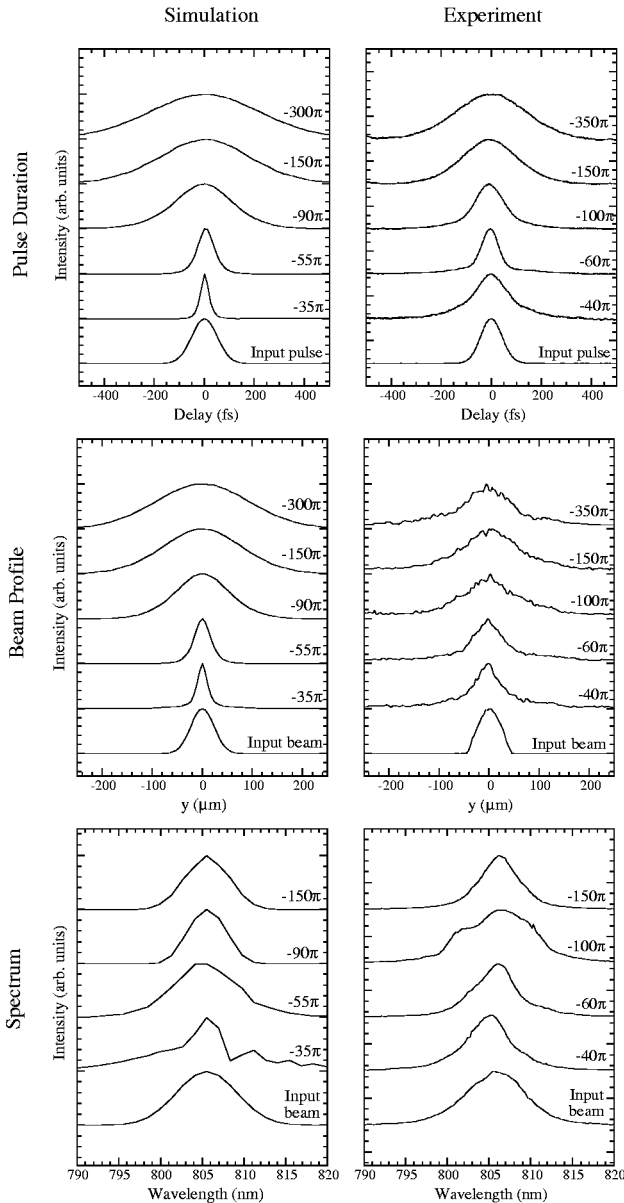 Simulation
Experiment
Pulse Duration
Intensity (arb. units)
-300π
-150π
-90π
-55π
-35π
Input pulse
-400 -200 0 200 400
Delay (fs)
-350π
-150π
-100π
-60π
-40π
Input pulse
-400 -200 0 200 400
Delay (fs)
Beam Profile
Intensity (arb. units)
-300π
-150π
-90π
-55π
-35π
Input beam
-200 -100 0 100 200
y (μm)
-350π
-150π
-100π
-60π
-40π
Input beam
-200 -100 0 100 200
y (μm)
Spectrum
Intensity (arb. units)
-150π
-90π
-55π
-35π
Input
beam
790 795 800 805 810 815 820
Wavelength (nm)
-150π
-100π
-60π
-40π
Input
beam
790 795 800 805 810 815 820
Wavelength (nm)